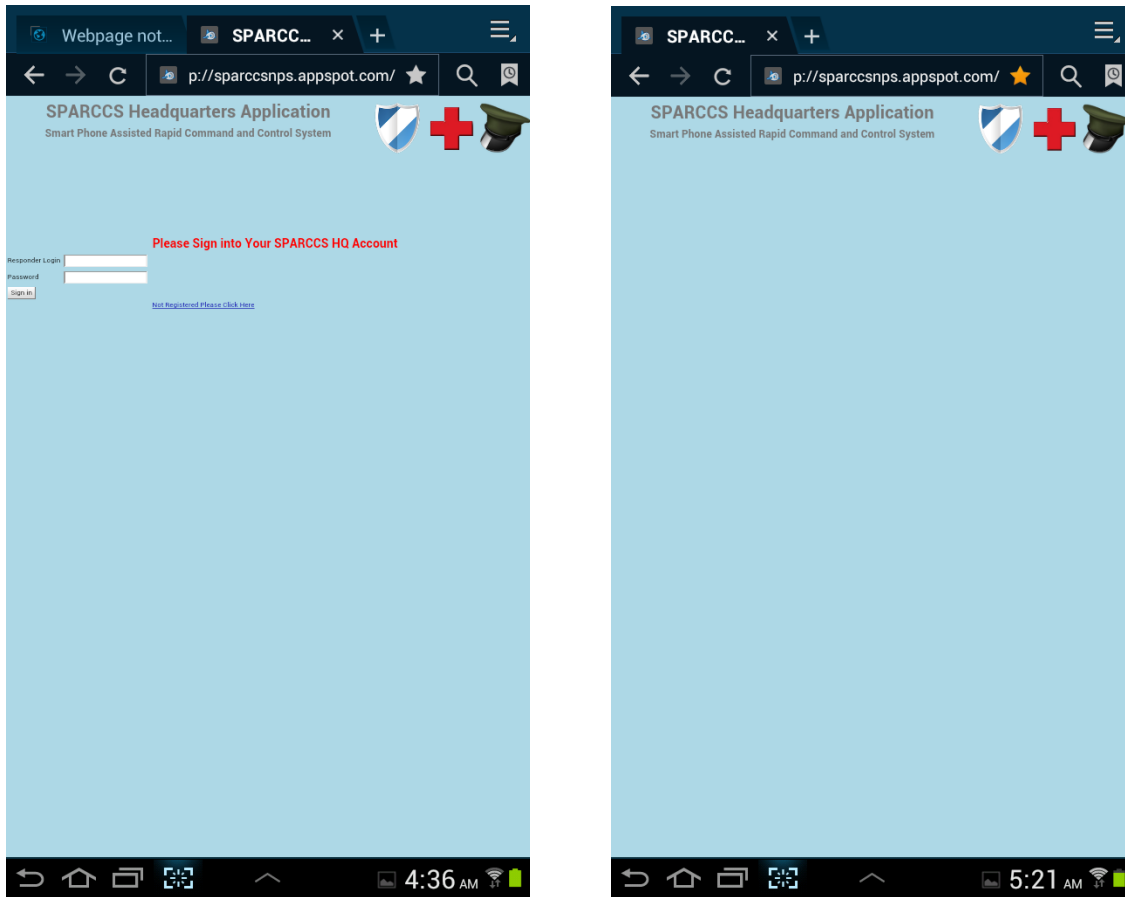 Webpage not...
SPARCC...
p://sparccsnps.appspot.com/
SPARCCS Headquarters Application
Smart Phone Assisted Rapid Command and Control System
Please Sign into Your SPARCCS HQ Account
Responder Login
Password
Sign in
Not Registered Please Click Here
4:36 AM
SPARCC...
p://sparccsnps.appspot.com/
SPARCCS Headquarters Application
Smart Phone Assisted Rapid Command and Control System
5:21 AM